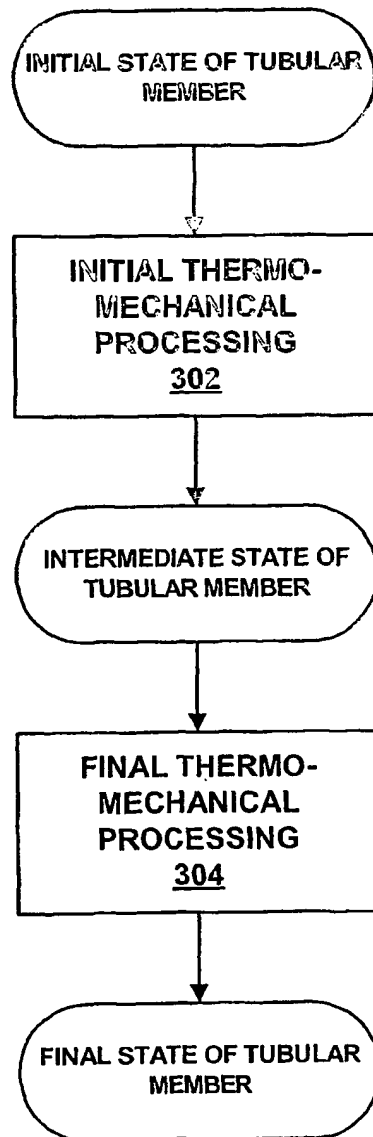 INITIAL STATE OF TUBULAR
MEMBER
INITIAL THERMO-
MECHANICAL
PROCESSING
302
INTERMEDIATE STATE OF
TUBULAR MEMBER
FINAL THERMO-
MECHANICAL
PROCESSING
304
FINAL STATE OF TUBULAR
MEMBER